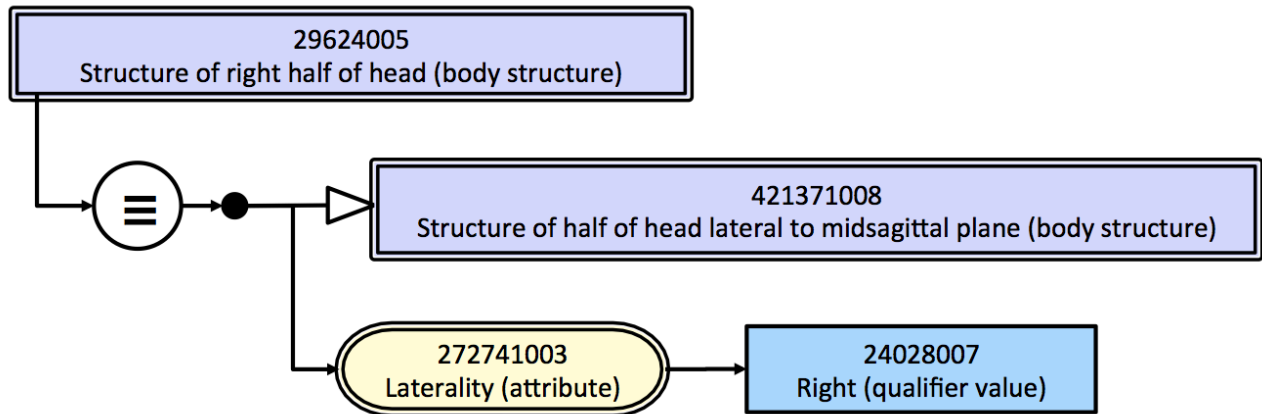 29624005
Structure of right half of head (body structure)
≡
421371008
Structure of half of head lateral to midsagittal plane (body structure)
272741003
Laterality (attribute)
24028007
Right (qualifier value)